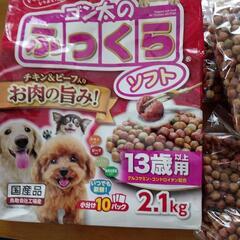 ゴン太の
ふっくら
ソフト
チキン&ビーフ入り
お肉の旨み!
13歳以上用
グルコサミン・コンドロイチン配合
国産品
いつでも新鮮!
小分け10パック
2.1kg